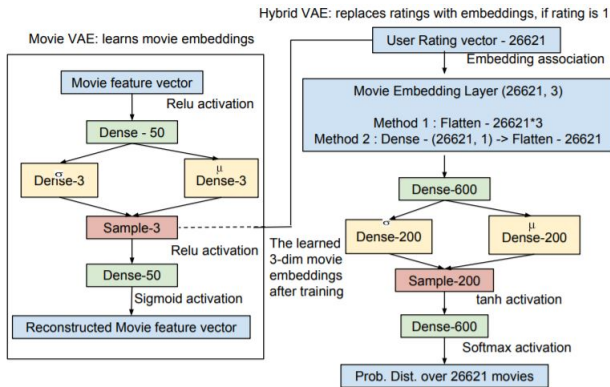 Hybrid VAE: replaces ratings with embeddings, if rating is 1
Movie VAE: learns movie embeddings
Movie feature vector
Relu activation
Dense - 50
σ
Dense-3
μ
Dense-3
Sample-3
Relu activation
Dense-50
Sigmoid activation
Reconstructed Movie feature vector
The learned
3-dim movie
embeddings
after training
User Rating vector - 26621
Embedding association
Movie Embedding Layer (26621, 3)
Method 1 : Flatten - 26621*3
Method 2 : Dense - (26621, 1) -> Flatten - 26621
Dense-600
σ
Dense-200
μ
Dense-200
Sample-200
tanh activation
Dense-600
Softmax activation
Prob. Dist. over 26621 movies